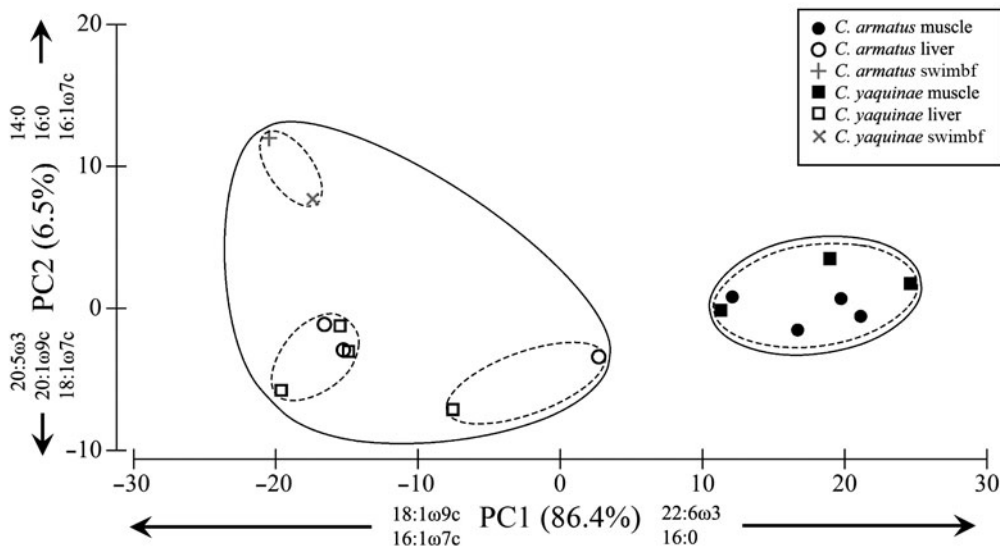 20
10
0
–10
PC2 (6.5%)
14:0
16:0
16:1ω7c
20:5ω3
20:1ω9c
18:1ω7c
C. armatus muscle
C. armatus liver
C. armatus swimbf
C. yaquinae muscle
C. yaquinae liver
C. yaquinae swimbf
–30 –20 –10 0 10 20 30
18:1ω9c PC1 (86.4%) 22:6ω3
16:1ω7c 16:0